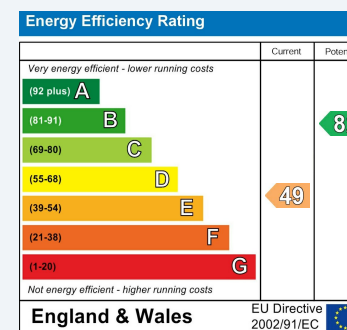 Energy Efficiency Rating
Current
Very energy efficient - lower running costs
(92 plus) A
(81-91) B
(69-80) C
(55-68) D
49
(39-54) E
(21-38) F
(1-20) G
Not energy efficient - higher running costs
England & Wales
EU Directive
2002/91/EC